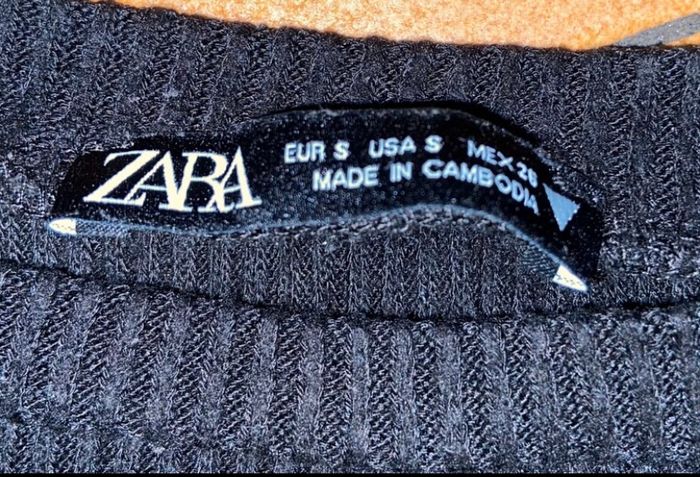 ZARA
EUR S USA S MEX 26
MADE IN CAMBODIA